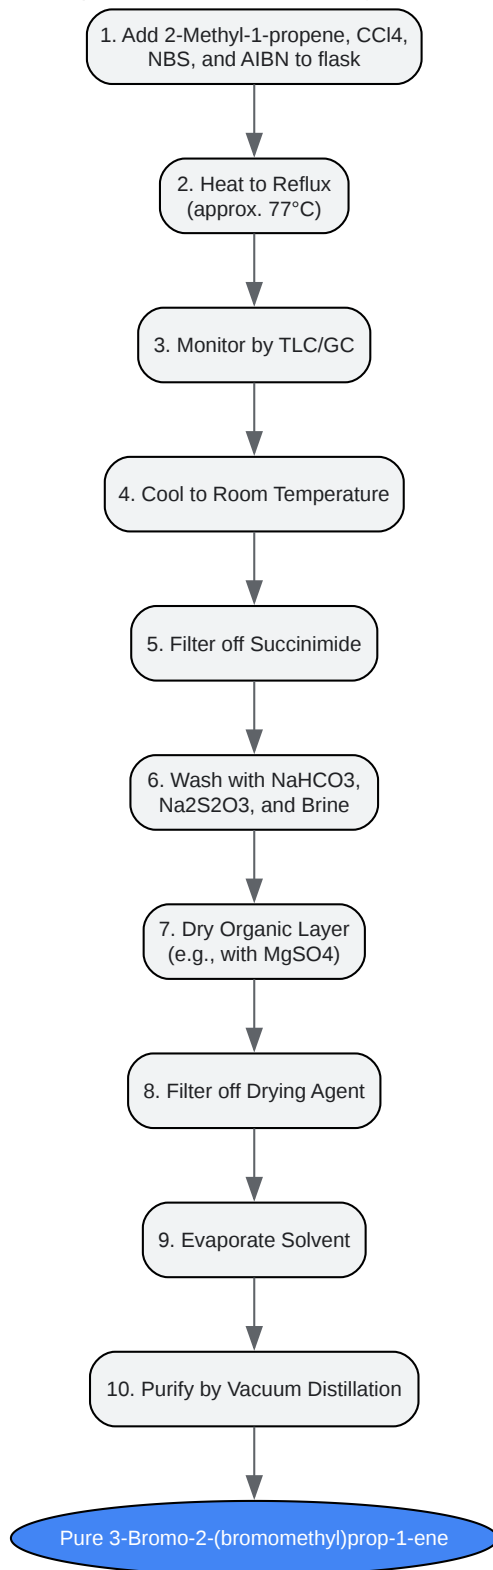 1. Add 2-Methyl-1-propene, CCl4,
NBS, and AIBN to flask
2. Heat to Reflux
(approx. 77°C)
3. Monitor by TLC/GC
4. Cool to Room Temperature
5. Filter off Succinimide
6. Wash with NaHCO3,
Na2S2O3, and Brine
7. Dry Organic Layer
(e.g., with MgSO4)
8. Filter off Drying Agent
9. Evaporate Solvent
10. Purify by Vacuum Distillation
Pure 3-Bromo-2-(bromomethyl)prop-1-ene